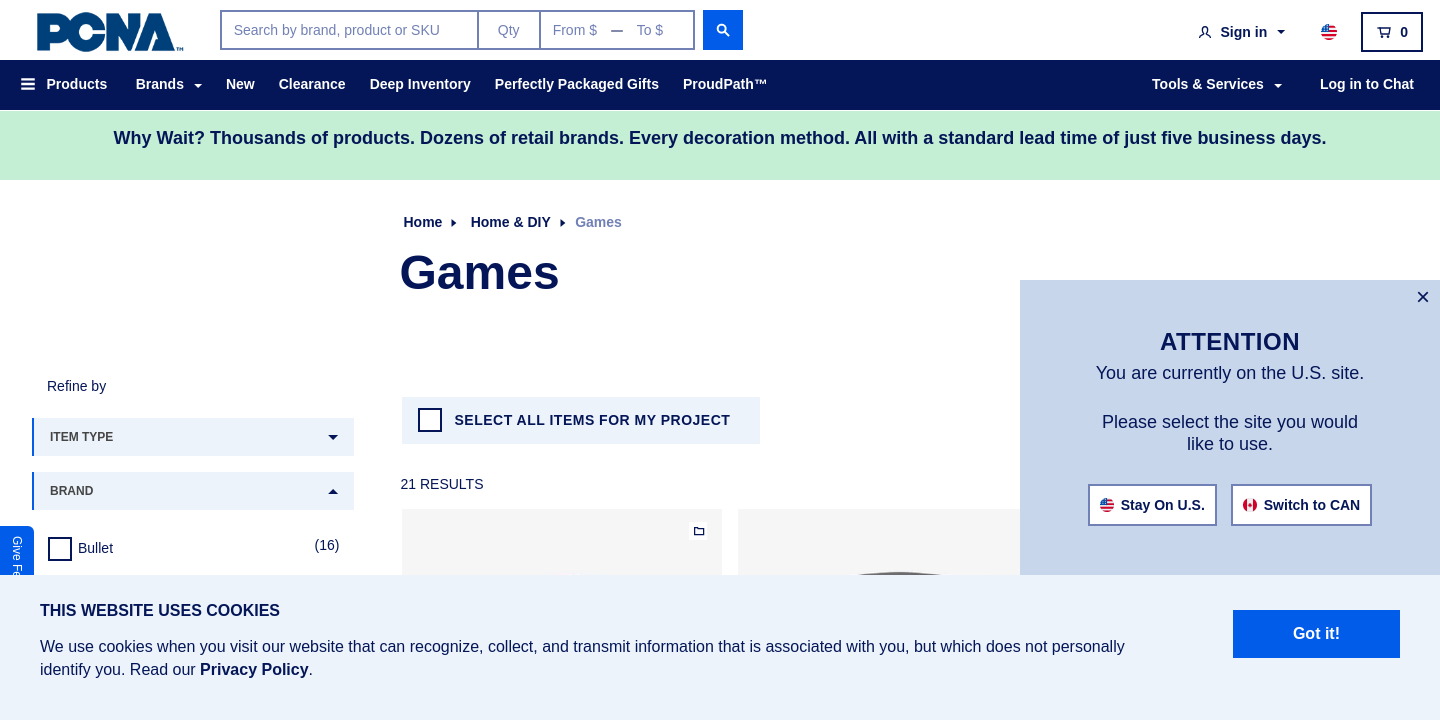 PCNA™
Search by brand, product or SKU
Qty
From $
To $
Sign in
0
Products
Brands
New
Clearance
Deep Inventory
Perfectly Packaged Gifts
ProudPath™
Tools & Services
Log in to Chat
Why Wait? Thousands of products. Dozens of retail brands. Every decoration method. All with a standard lead time of just five business days.
Home
Home & DIY
Games
Games
Refine by
ITEM TYPE
BRAND
Bullet
(16)
SELECT ALL ITEMS FOR MY PROJECT
21 RESULTS
ATTENTION
You are currently on the U.S. site.
Please select the site you would
like to use.
Stay On U.S.
Switch to CAN
Give
THIS WEBSITE USES COOKIES
We use cookies when you visit our website that can recognize, collect, and transmit information that is associated with you, but which does not personally
identify you. Read our Privacy Policy.
Got it!